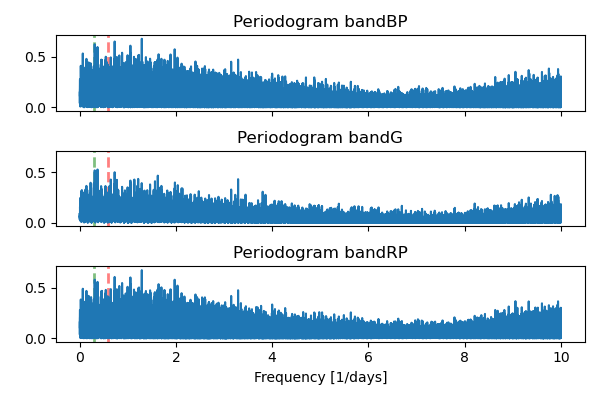 Periodogram bandBP
0.5
0.0
Periodogram bandG
0.5
0.0
Periodogram bandRP
0.5
0.0
0 2 4 6 8 10
Frequency [1/days]